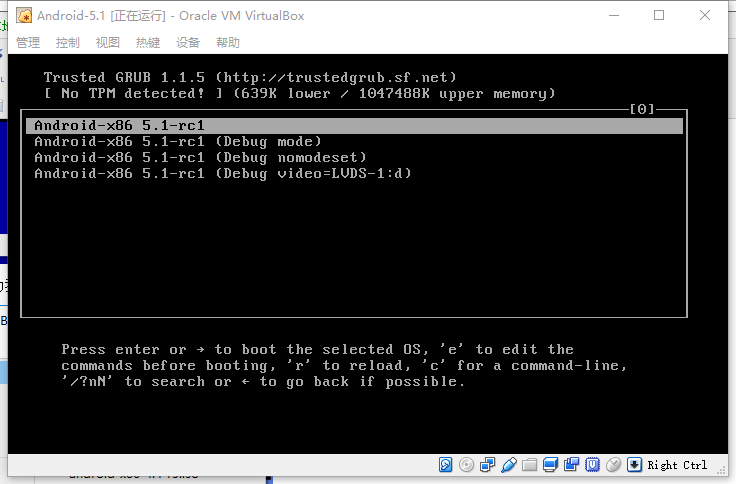 Android-5.1 [正在运行] - Oracle VM VirtualBox
管理 控制 视图 热键 设备 帮助
Trusted GRUB 1.1.5 (http://trustedgrub.sf.net)
[ No TPM detected! ] (639K lower / 1047488K upper memory)
[0]
Android-x86 5.1-rc1
Android-x86 5.1-rc1 (Debug mode)
Android-x86 5.1-rc1 (Debug nomodeset)
Android-x86 5.1-rc1 (Debug video=LVDS-1:d)
Press enter or → to boot the selected OS, 'e' to edit the
commands before booting, 'r' to reload, 'c' for a command-line,
'/?nN' to search or ← to go back if possible.
Right Ctrl